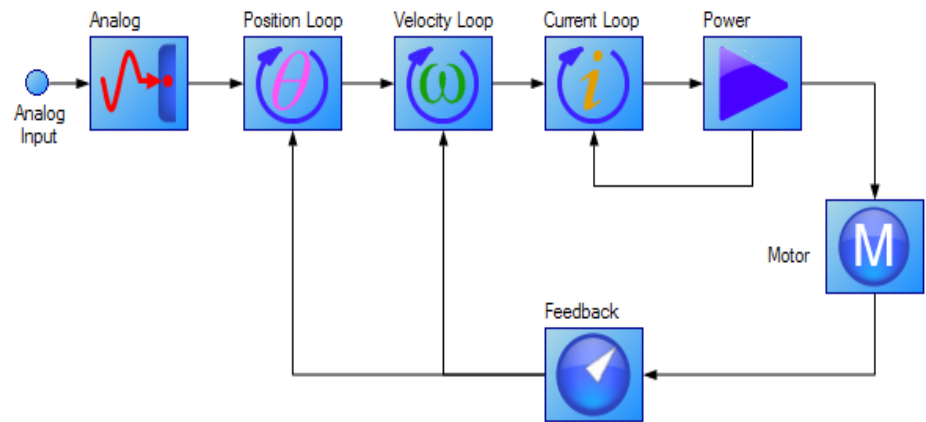 Analog
Position Loop
Velocity Loop
Current Loop
Power
θ
ω
i
Analog
Input
M
Motor
Feedback